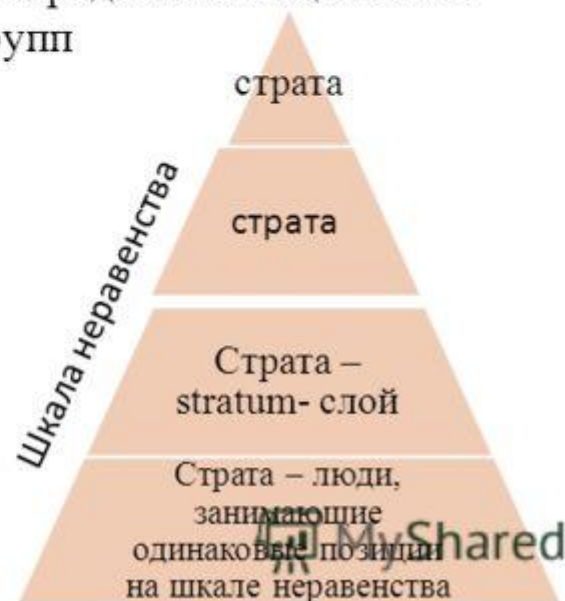 упп
страта
страта
Шкала неравенства
Страта –
stratum- слой
Страта – люди,
занимающие
одинаковые позиции
на шкале неравенства
MyShared